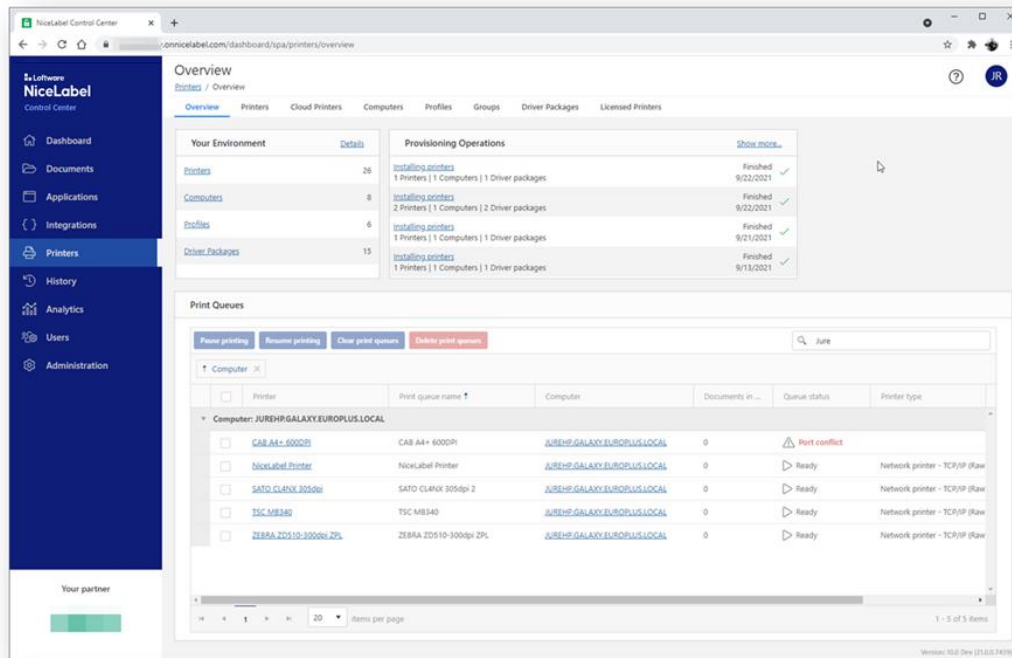 NiceLabel Control Center
.onnicelabel.com/dashboard/spa/printers/overview
Loftware
NiceLabel
Control Center
Dashboard
Documents
Applications
Integrations
Printers
History
Analytics
Users
Administration
Your partner
Overview
Printers / Overview
JR
Overview Printers Cloud Printers Computers Profiles Groups Driver Packages Licensed Printers
Your Environment Details
Printers 26
Computers 8
Profiles 6
Driver Packages 15
Provisioning Operations Show more...
Installing printers Finished
1 Printers | 1 Computers | 1 Driver packages 9/22/2021
Installing printers Finished
2 Printers | 1 Computers | 2 Driver packages 9/22/2021
Installing printers Finished
1 Printers | 1 Computers | 1 Driver packages 9/21/2021
Installing printers Finished
1 Printers | 1 Computers | 1 Driver packages 9/13/2021
Print Queues
Pause printing Resume printing Clear print queues Delete print queues Jure
Computer
Printer Print queue name Computer Documents in ... Queue status Printer type
Computer: JUREHP.GALAXY.EUROPLUS.LOCAL
CAB A4+ 600DPI CAB A4+ 600DPI JUREHP.GALAXY.EUROPLUS.LOCAL 0 Port conflict
NiceLabel Printer NiceLabel Printer JUREHP.GALAXY.EUROPLUS.LOCAL 0 Ready Network printer - TCP/IP (Raw
SATO CL4NX 305dpi SATO CL4NX 305dpi 2 JUREHP.GALAXY.EUROPLUS.LOCAL 0 Ready Network printer - TCP/IP (Raw
TSC MB340 TSC MB340 JUREHP.GALAXY.EUROPLUS.LOCAL 0 Ready Network printer - TCP/IP (Raw
ZEBRA ZD510-300dpi ZPL ZEBRA ZD510-300dpi ZPL JUREHP.GALAXY.EUROPLUS.LOCAL 0 Ready Network printer - TCP/IP (Raw
1 20 items per page 1 - 5 of 5 items
Version: 10.0 Dev (21.0.0.7439)